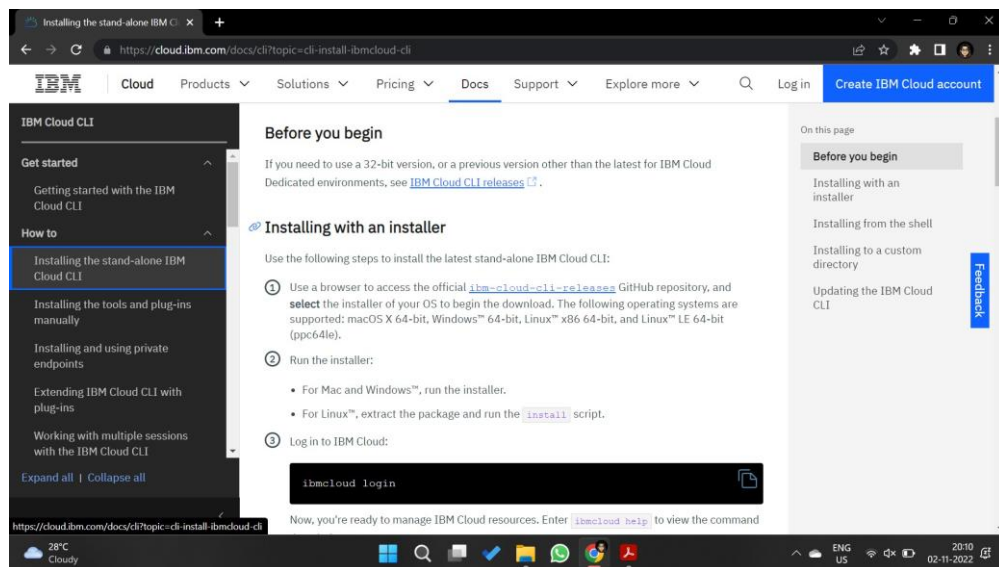 Installing the stand-alone IBM Cl
https://cloud.ibm.com/docs/cli?topic=cli-install-ibmcloud-cli
IBM Cloud Products Solutions Pricing Docs Support Explore more Log in Create IBM Cloud account
IBM Cloud CLI
Get started
Getting started with the IBM
Cloud CLI
How to
Installing the stand-alone IBM
Cloud CLI
Installing the tools and plug-ins
manually
Installing and using private
endpoints
Extending IBM Cloud CLI with
plug-ins
Working with multiple sessions
with the IBM Cloud CLI
Expand all | Collapse all
https://cloud.ibm.com/docs/cli?topic=cli-install-ibmcloud-cli
Before you begin
If you need to use a 32-bit version, or a previous version other than the latest for IBM Cloud
Dedicated environments, see IBM Cloud CLI releases .
Installing with an installer
Use the following steps to install the latest stand-alone IBM Cloud CLI:
1 Use a browser to access the official ibm-cloud-cli-releases GitHub repository, and
select the installer of your OS to begin the download. The following operating systems are
supported: macOS X 64-bit, Windows™ 64-bit, Linux™ x86 64-bit, and Linux™ LE 64-bit
(ppc64le).
2 Run the installer:
• For Mac and Windows™, run the installer.
• For Linux™, extract the package and run the install script.
3 Log in to IBM Cloud:
ibmcloud login
Now, you're ready to manage IBM Cloud resources. Enter ibmcloud help to view the command
On this page
Before you begin
Installing with an
installer
Installing from the shell
Installing to a custom
directory
Updating the IBM Cloud
CLI
Feedback
28°C
Cloudy
ENG
US
20:10
02-11-2022